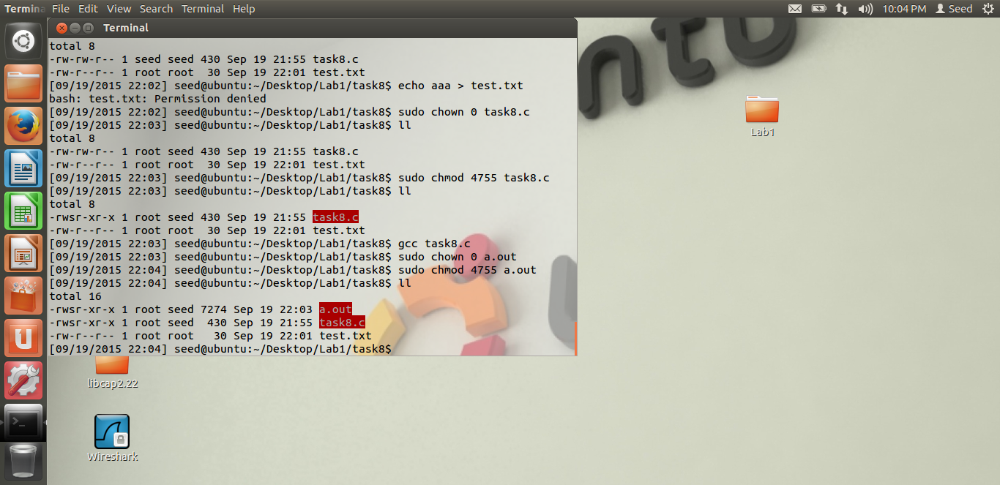 Termina File Edit View Search Terminal Help 10:04 PM Seed
Terminal
total 8
-rw-rw-r-- 1 seed seed 430 Sep 19 21:55 task8.c
-rw-r--r-- 1 root root  30 Sep 19 22:01 test.txt
[09/19/2015 22:02] seed@ubuntu:~/Desktop/Lab1/task8$ echo aaa > test.txt
bash: test.txt: Permission denied
[09/19/2015 22:02] seed@ubuntu:~/Desktop/Lab1/task8$ sudo chown 0 task8.c
[09/19/2015 22:03] seed@ubuntu:~/Desktop/Lab1/task8$ ll
total 8
-rw-rw-r-- 1 root seed 430 Sep 19 21:55 task8.c
-rw-r--r-- 1 root root  30 Sep 19 22:01 test.txt
[09/19/2015 22:03] seed@ubuntu:~/Desktop/Lab1/task8$ sudo chmod 4755 task8.c
[09/19/2015 22:03] seed@ubuntu:~/Desktop/Lab1/task8$ ll
total 8
-rwsr-xr-x 1 root seed 430 Sep 19 21:55 task8.c
-rw-r--r-- 1 root root  30 Sep 19 22:01 test.txt
[09/19/2015 22:03] seed@ubuntu:~/Desktop/Lab1/task8$ gcc task8.c
[09/19/2015 22:03] seed@ubuntu:~/Desktop/Lab1/task8$ sudo chown 0 a.out
[09/19/2015 22:04] seed@ubuntu:~/Desktop/Lab1/task8$ sudo chmod 4755 a.out
[09/19/2015 22:04] seed@ubuntu:~/Desktop/Lab1/task8$ ll
total 16
-rwsr-xr-x 1 root seed 7274 Sep 19 22:03 a.out
-rwsr-xr-x 1 root seed  430 Sep 19 21:55 task8.c
-rw-r--r-- 1 root root   30 Sep 19 22:01 test.txt
[09/19/2015 22:04] seed@ubuntu:~/Desktop/Lab1/task8$
ntu
Lab1
libcap2.22
Wireshark